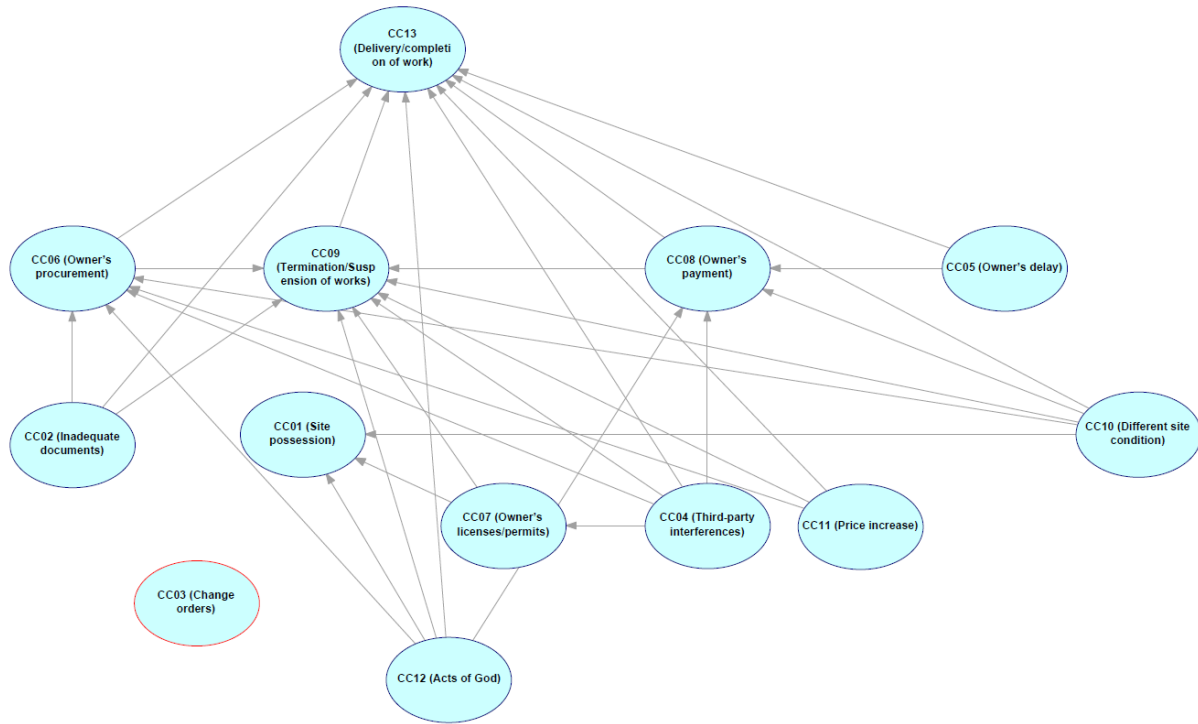 CC13
(Delivery/completi
on of work)
CC06 (Owner's
procurement)
CC09
(Termination/Susp
ension of works)
CC08 (Owner's
payment)
CC05 (Owner's delay)
CC02 (Inadequate
documents)
CC01 (Site
possession)
CC10 (Different site
condition)
CC07 (Owner's
licenses/permits)
CC04 (Third-party
interferences)
CC11 (Price increase)
CC03 (Change
orders)
CC12 (Acts of God)